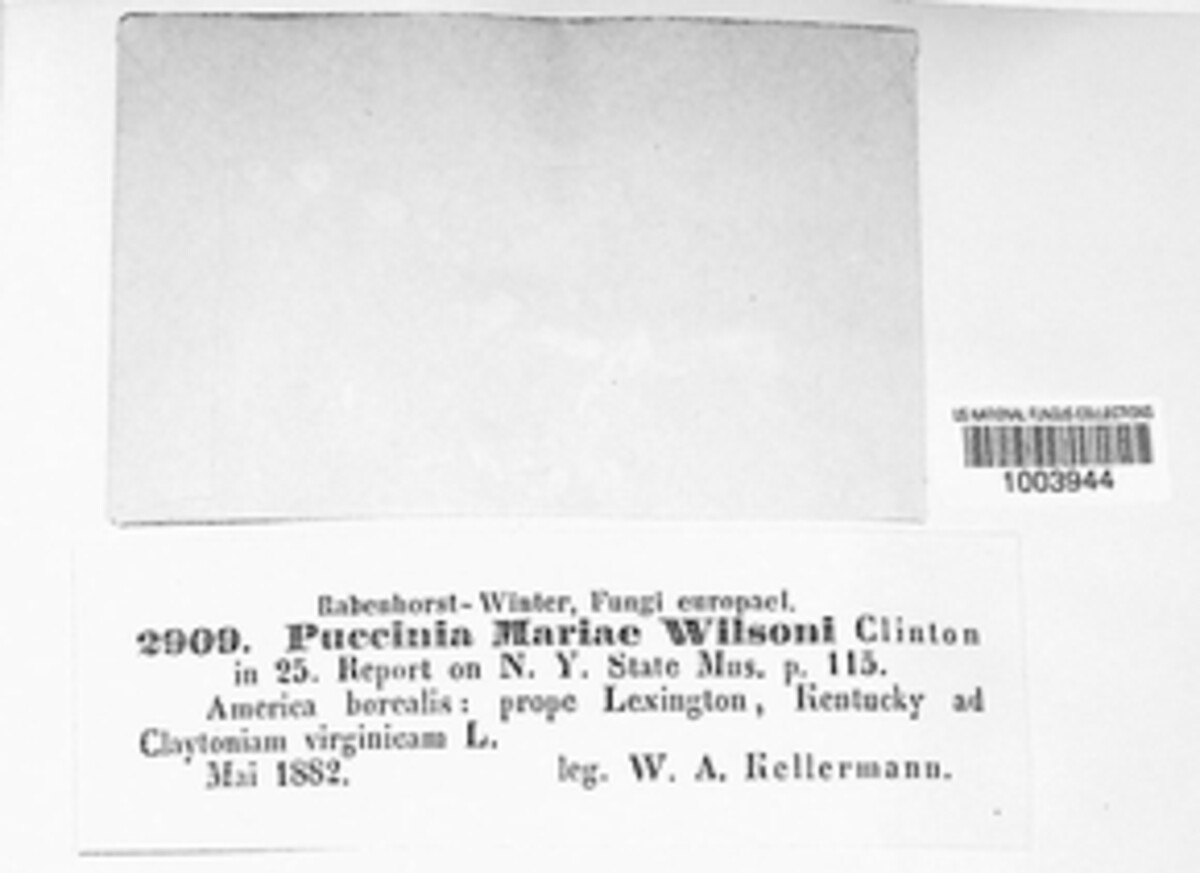 US NATIONAL FUNGUS COLLECTIONS
1003944
Rabenhorst-Winter, Fungi europaei.
2909. Puccinia Mariae Wilsoni Clinton
in 25. Report on N. Y. State Mus. p. 115.
America borealis: prope Lexington, Kentucky ad
Claytoniam virginicam L.
Mai 1882. leg. W. A. Kellermann.